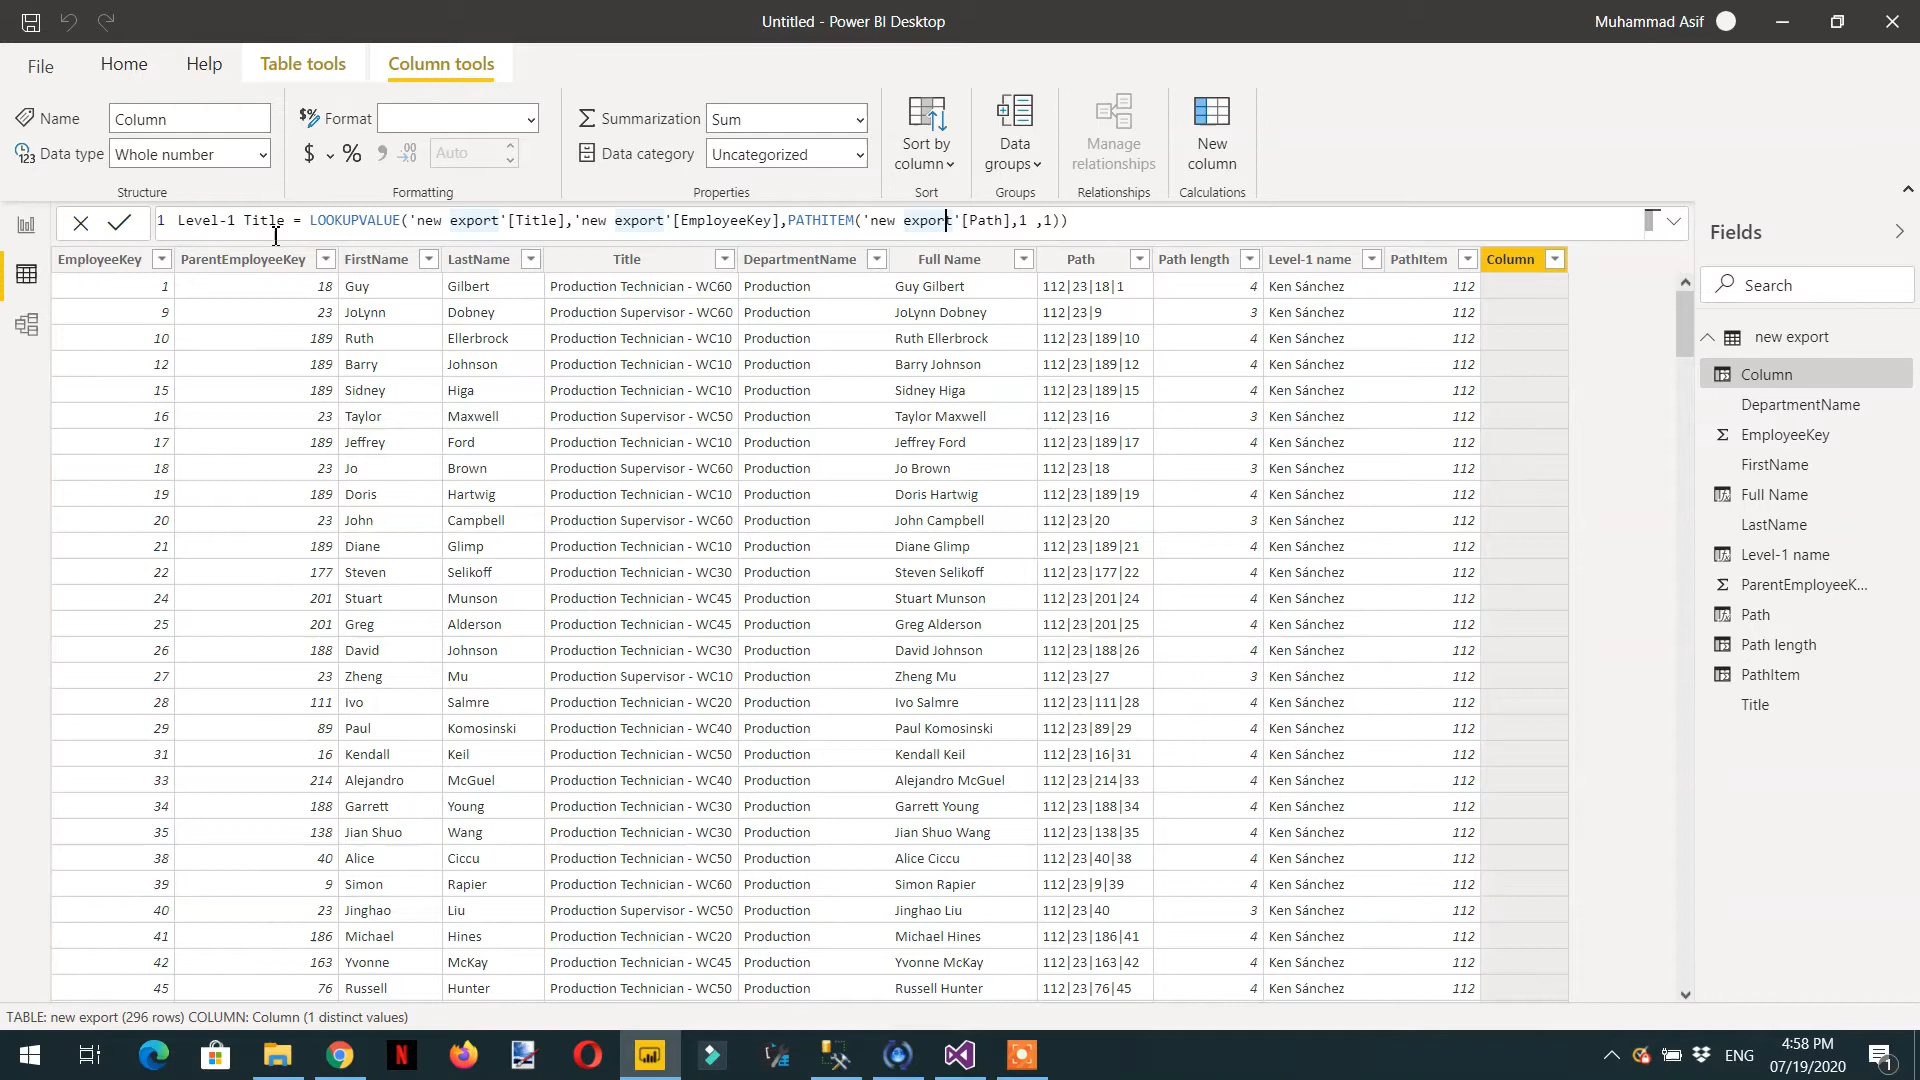 Untitled - Power BI Desktop
Muhammad Asif
File Home Help Table tools Column tools
Name Column
Data type Whole number
Structure
Format
$ % Auto
Formatting
Summarization Sum
Data category Uncategorized
Properties
Sort by column
Sort
Data groups
Groups
Manage relationships
Relationships
New column
Calculations
1 Level-1 Title = LOOKUPVALUE('new export'[Title],'new export'[EmployeeKey],PATHITEM('new export'[Path],1 ,1))
EmployeeKey ParentEmployeeKey FirstName LastName Title DepartmentName Full Name Path Path length Level-1 name PathItem Column
1 18 Guy Gilbert Production Technician - WC60 Production Guy Gilbert 112|23|18|1 4 Ken Sánchez 112
9 23 JoLynn Dobney Production Supervisor - WC60 Production JoLynn Dobney 112|23|9 3 Ken Sánchez 112
10 189 Ruth Ellerbrock Production Technician - WC10 Production Ruth Ellerbrock 112|23|189|10 4 Ken Sánchez 112
12 189 Barry Johnson Production Technician - WC10 Production Barry Johnson 112|23|189|12 4 Ken Sánchez 112
15 189 Sidney Higa Production Technician - WC10 Production Sidney Higa 112|23|189|15 4 Ken Sánchez 112
16 23 Taylor Maxwell Production Supervisor - WC50 Production Taylor Maxwell 112|23|16 3 Ken Sánchez 112
17 189 Jeffrey Ford Production Technician - WC10 Production Jeffrey Ford 112|23|189|17 4 Ken Sánchez 112
18 23 Jo Brown Production Supervisor - WC60 Production Jo Brown 112|23|18 3 Ken Sánchez 112
19 189 Doris Hartwig Production Technician - WC10 Production Doris Hartwig 112|23|189|19 4 Ken Sánchez 112
20 23 John Campbell Production Supervisor - WC60 Production John Campbell 112|23|20 3 Ken Sánchez 112
21 189 Diane Glimp Production Technician - WC10 Production Diane Glimp 112|23|189|21 4 Ken Sánchez 112
22 177 Steven Selikoff Production Technician - WC30 Production Steven Selikoff 112|23|177|22 4 Ken Sánchez 112
24 201 Stuart Munson Production Technician - WC45 Production Stuart Munson 112|23|201|24 4 Ken Sánchez 112
25 201 Greg Alderson Production Technician - WC45 Production Greg Alderson 112|23|201|25 4 Ken Sánchez 112
26 188 David Johnson Production Technician - WC30 Production David Johnson 112|23|188|26 4 Ken Sánchez 112
27 23 Zheng Mu Production Supervisor - WC10 Production Zheng Mu 112|23|27 3 Ken Sánchez 112
28 111 Ivo Salmre Production Technician - WC20 Production Ivo Salmre 112|23|111|28 4 Ken Sánchez 112
29 89 Paul Komosinski Production Technician - WC40 Production Paul Komosinski 112|23|89|29 4 Ken Sánchez 112
31 16 Kendall Keil Production Technician - WC50 Production Kendall Keil 112|23|16|31 4 Ken Sánchez 112
33 214 Alejandro McGuel Production Technician - WC40 Production Alejandro McGuel 112|23|214|33 4 Ken Sánchez 112
34 188 Garrett Young Production Technician - WC30 Production Garrett Young 112|23|188|34 4 Ken Sánchez 112
35 138 Jian Shuo Wang Production Technician - WC30 Production Jian Shuo Wang 112|23|138|35 4 Ken Sánchez 112
38 40 Alice Ciccu Production Technician - WC50 Production Alice Ciccu 112|23|40|38 4 Ken Sánchez 112
39 9 Simon Rapier Production Technician - WC60 Production Simon Rapier 112|23|9|39 4 Ken Sánchez 112
40 23 Jinghao Liu Production Supervisor - WC50 Production Jinghao Liu 112|23|40 3 Ken Sánchez 112
41 186 Michael Hines Production Technician - WC20 Production Michael Hines 112|23|186|41 4 Ken Sánchez 112
42 163 Yvonne McKay Production Technician - WC45 Production Yvonne McKay 112|23|163|42 4 Ken Sánchez 112
45 76 Russell Hunter Production Technician - WC50 Production Russell Hunter 112|23|76|45 4 Ken Sánchez 112
Fields
Search
new export
Column
DepartmentName
EmployeeKey
FirstName
Full Name
LastName
Level-1 name
ParentEmployeeK...
Path
Path length
PathItem
Title
TABLE: new export (296 rows) COLUMN: Column (1 distinct values)
ENG
4:58 PM
07/19/2020
1